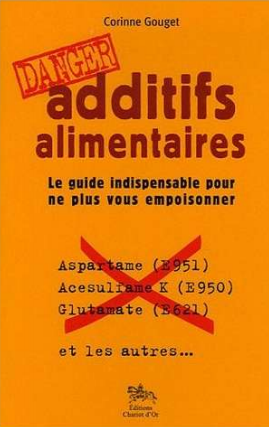 Corinne Gouget
DANGER
additifs
alimentaires
Le guide indispensable pour
ne plus vous empoisonner
Aspartame (E951)
Acesulfame K (E950)
Glutamate (E621)
et les autres...
Éditions
Chariot d'Or